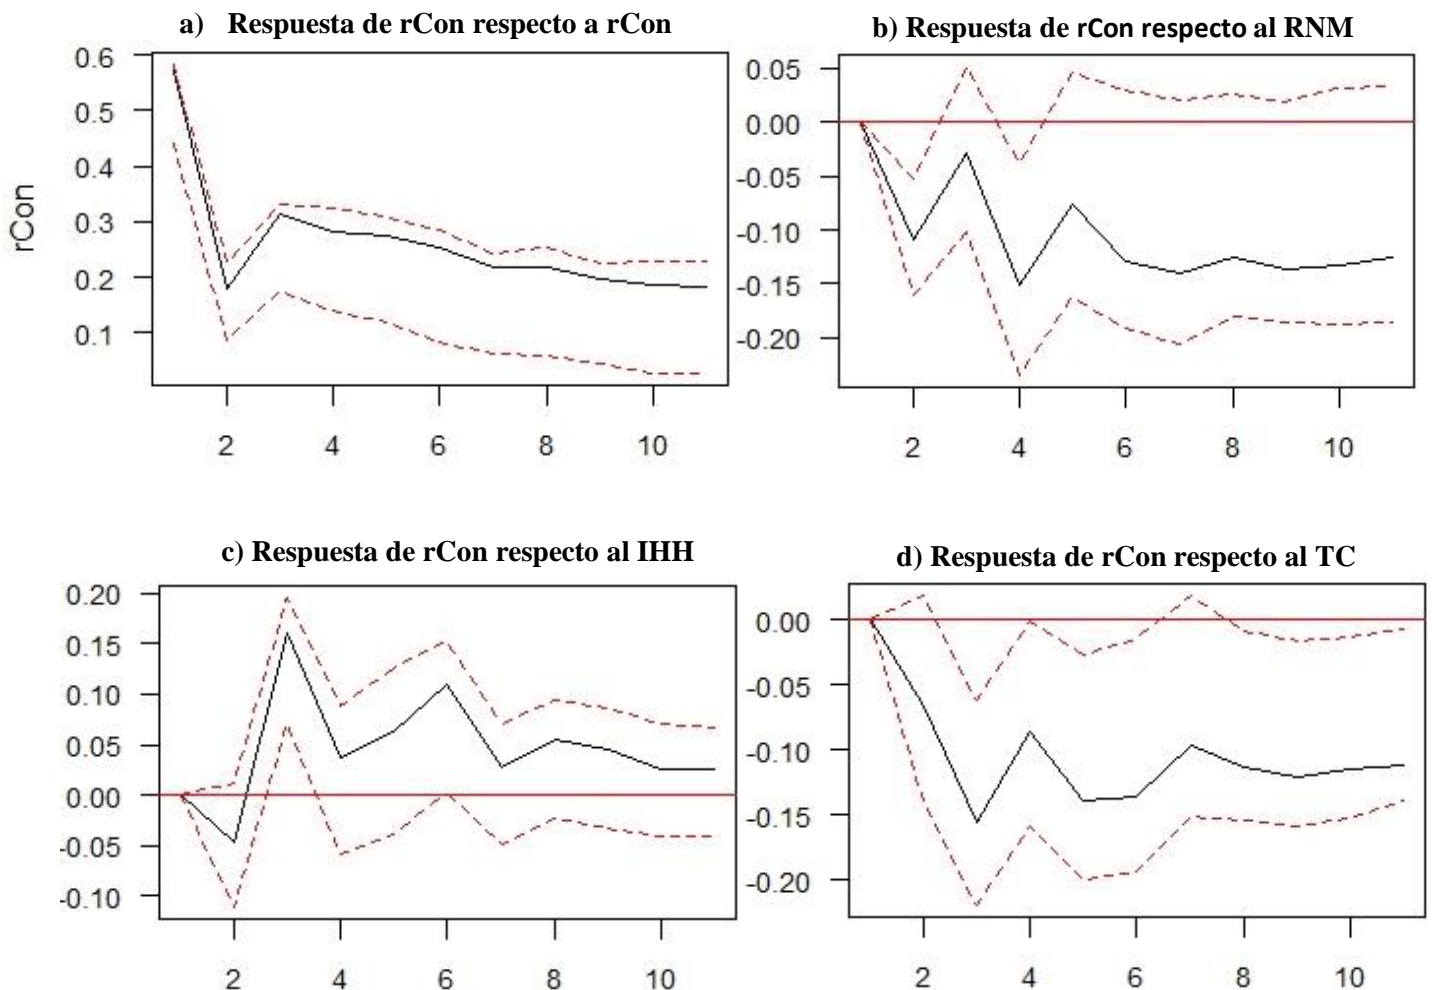 a) Respuesta de rCon respecto a rCon
b) Respuesta de rCon respecto al RNM
0.6
0.5
0.4
0.3
0.2
0.1
rCon
2 4 6 8 10
0.05
0.00
-0.05
-0.10
-0.15
-0.20
2 4 6 8 10
c) Respuesta de rCon respecto al IHH
d) Respuesta de rCon respecto al TC
0.20
0.15
0.10
0.05
0.00
-0.05
-0.10
2 4 6 8 10
0.00
-0.05
-0.10
-0.15
-0.20
2 4 6 8 10